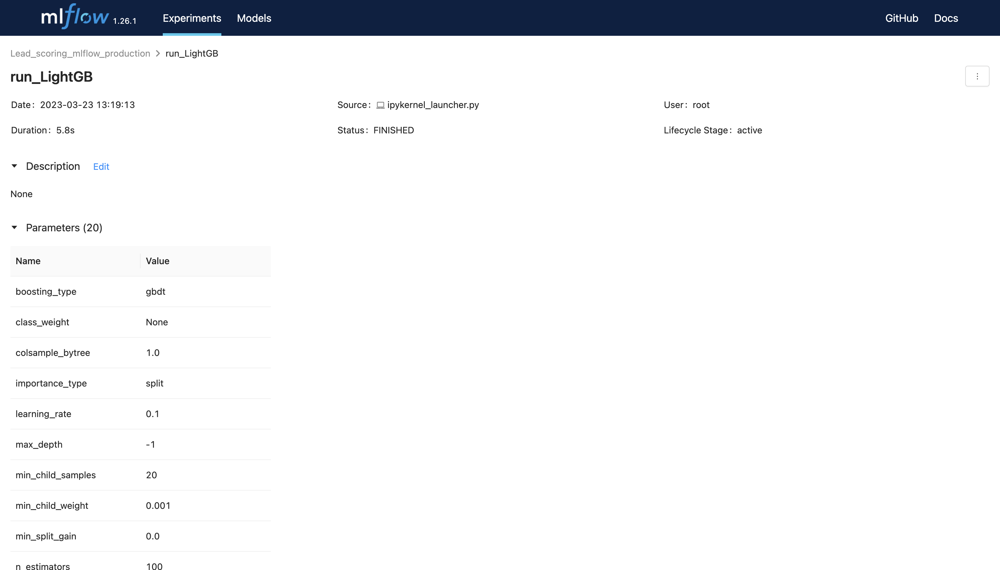 mlflow 1.26.1 Experiments Models GitHub Docs
Lead_scoring_mlflow_production > run_LightGB
run_LightGB
Date: 2023-03-23 13:19:13 Source: ipykernel_launcher.py User: root
Duration: 5.8s Status: FINISHED Lifecycle Stage: active
Description Edit
None
Parameters (20)
Name Value
boosting_type gbdt
class_weight None
colsample_bytree 1.0
importance_type split
learning_rate 0.1
max_depth -1
min_child_samples 20
min_child_weight 0.001
min_split_gain 0.0
n_estimators 100